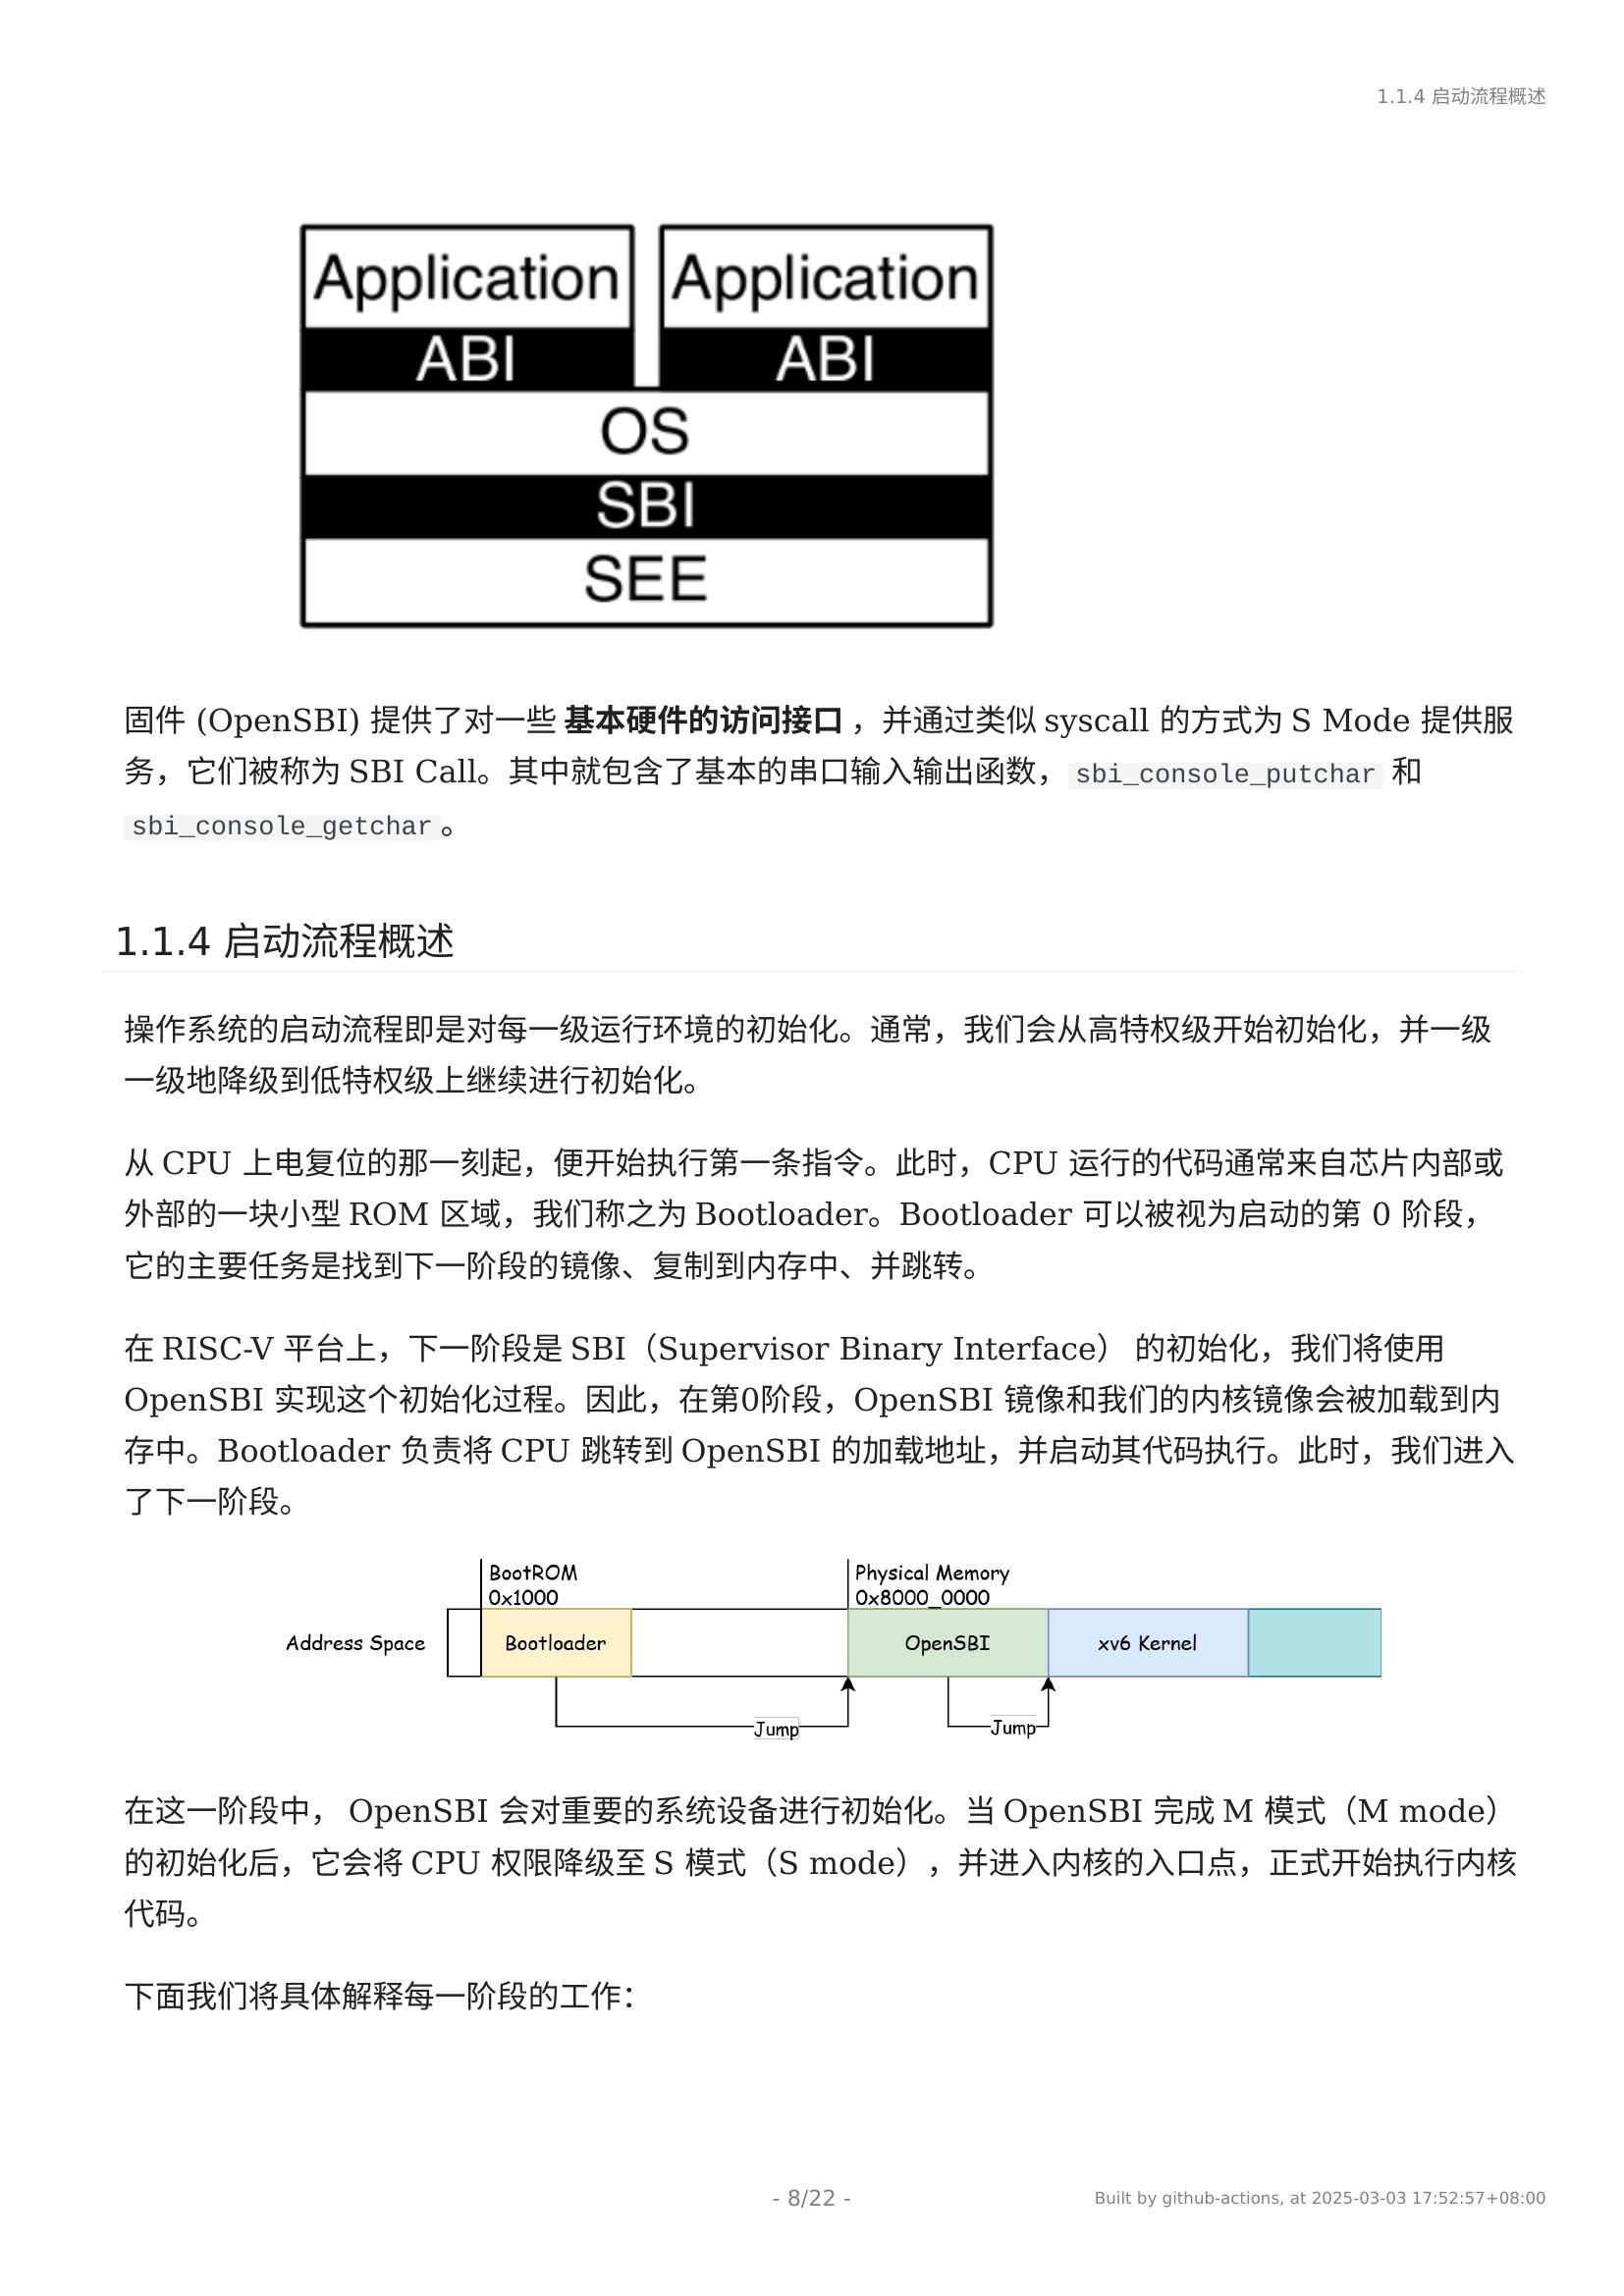 1.1.4 启动流程概述
Application Application
ABI ABI
OS
SBI
SEE
固件 (OpenSBI) 提供了对一些 基本硬件的访问接口 ，并通过类似 syscall 的方式为 S Mode 提供服
务，它们被称为 SBI Call。其中就包含了基本的串口输入输出函数， sbi_console_putchar 和
sbi_console_getchar 。
1.1.4 启动流程概述
操作系统的启动流程即是对每一级运行环境的初始化。通常，我们会从高特权级开始初始化，并一级
一级地降级到低特权级上继续进行初始化。
从 CPU 上电复位的那一刻起，便开始执行第一条指令。此时，CPU 运行的代码通常来自芯片内部或
外部的一块小型 ROM 区域，我们称之为 Bootloader。Bootloader 可以被视为启动的第 0 阶段，
它的主要任务是找到下一阶段的镜像、复制到内存中、并跳转。
在 RISC-V 平台上，下一阶段是 SBI（Supervisor Binary Interface） 的初始化，我们将使用
OpenSBI 实现这个初始化过程。因此，在第0阶段，OpenSBI 镜像和我们的内核镜像会被加载到内
存中。Bootloader 负责将 CPU 跳转到 OpenSBI 的加载地址，并启动其代码执行。此时，我们进入
了下一阶段。
BootROM Physical Memory
0x1000 0x8000_0000
Address Space Bootloader OpenSBI xv6 Kernel
Jump Jump
在这一阶段中， OpenSBI 会对重要的系统设备进行初始化。当 OpenSBI 完成 M 模式（M mode）
的初始化后，它会将 CPU 权限降级至 S 模式（S mode），并进入内核的入口点，正式开始执行内核
代码。
下面我们将具体解释每一阶段的工作：
- 8/22 - Built by github-actions, at 2025-03-03 17:52:57+08:00